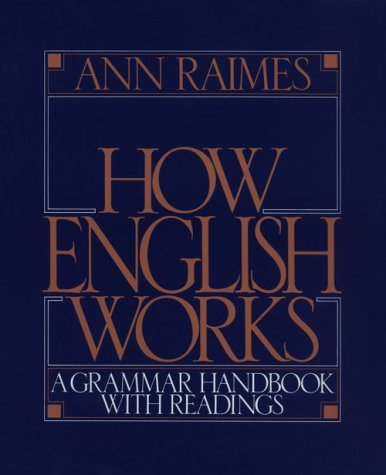 ANN RAIMES
HOW
ENGLISH
WORKS
A GRAMMAR HANDBOOK
WITH READINGS